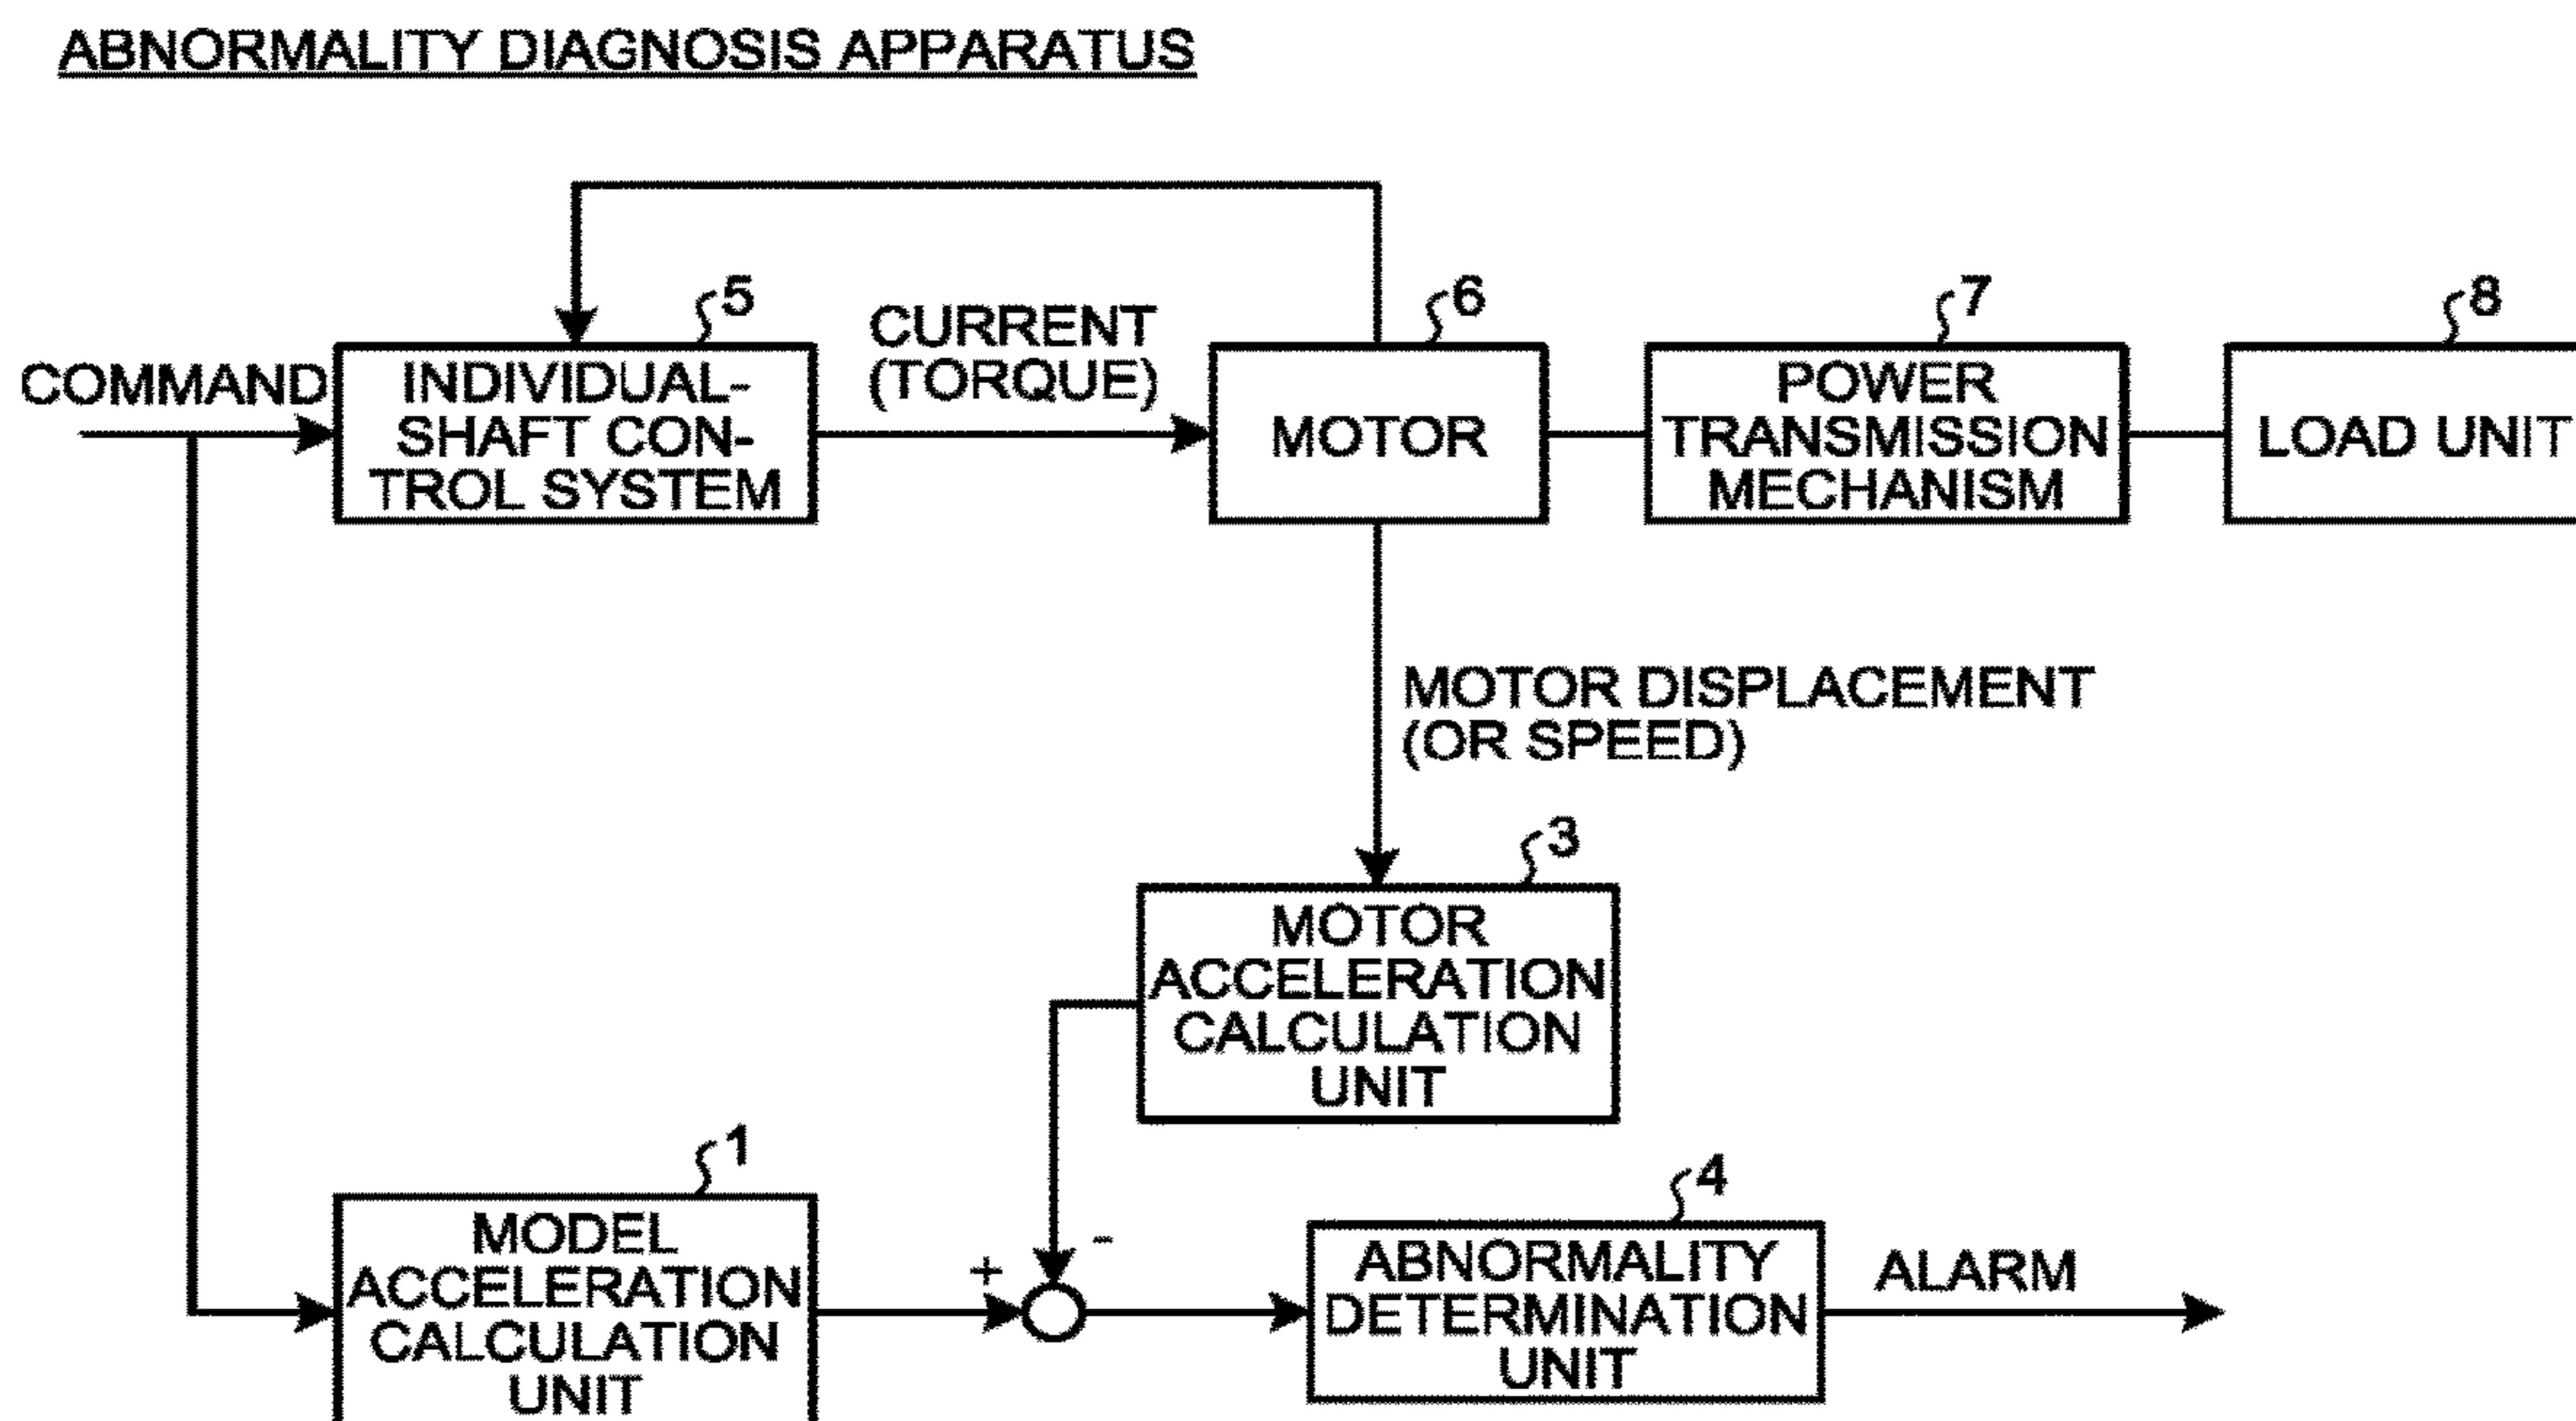 ABNORMALITY DIAGNOSIS APPARATUS
5
6
7
8
COMMAND
INDIVIDUAL-
SHAFT CON-
TROL SYSTEM
CURRENT
(TORQUE)
MOTOR
POWER
TRANSMISSION
MECHANISM
LOAD UNIT
MOTOR DISPLACEMENT
(OR SPEED)
3
MOTOR
ACCELERATION
CALCULATION
UNIT
1
MODEL
ACCELERATION
CALCULATION
UNIT
+
-
4
ABNORMALITY
DETERMINATION
UNIT
ALARM